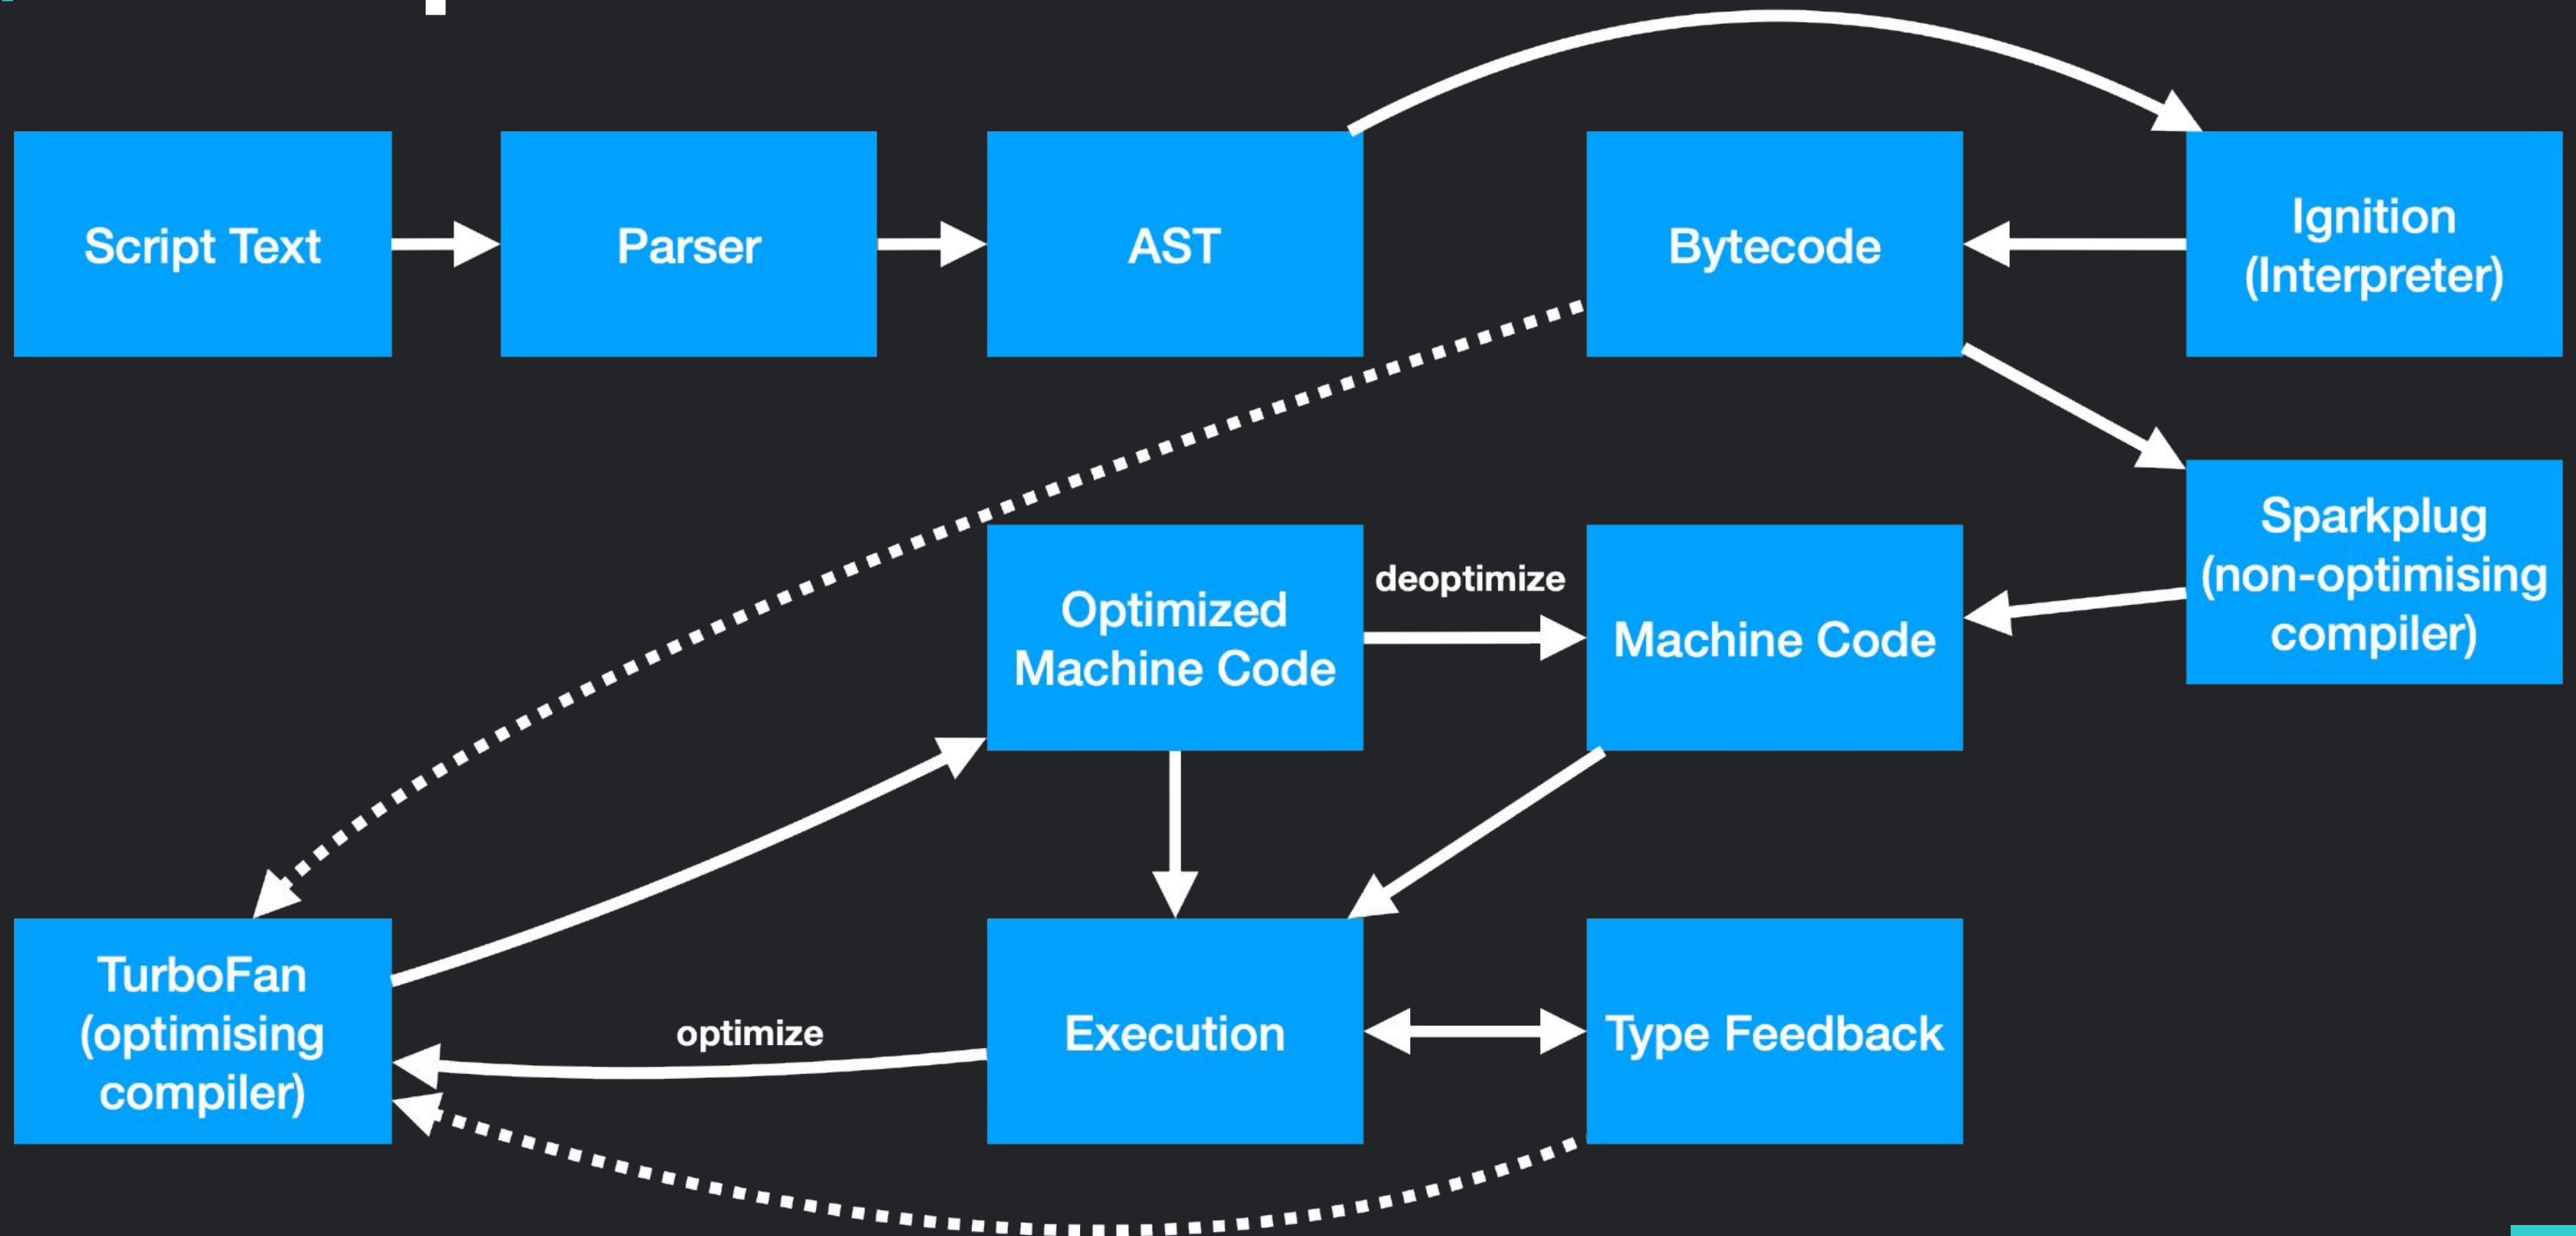 Script Text
Parser
AST
Bytecode
Ignition
(Interpreter)
Sparkplug
(non-optimising
compiler)
Optimized
Machine Code
deoptimize
Machine Code
TurboFan
(optimising
compiler)
optimize
Execution
Type Feedback